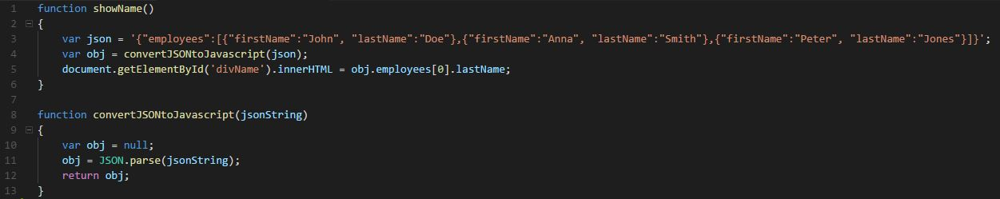 1 function showName()
2 {
3 var json = '{"employees":[{"firstName":"John", "lastName":"Doe"},{"firstName":"Anna", "lastName":"Smith"},{"firstName":"Peter", "lastName":"Jones"}]}';
4 var obj = convertJSONtoJavascript(json);
5 document.getElementById('divName').innerHTML = obj.employees[0].lastName;
6 }
7
8 function convertJSONtoJavascript(jsonString)
9 {
10 var obj = null;
11 obj = JSON.parse(jsonString);
12 return obj;
13 }